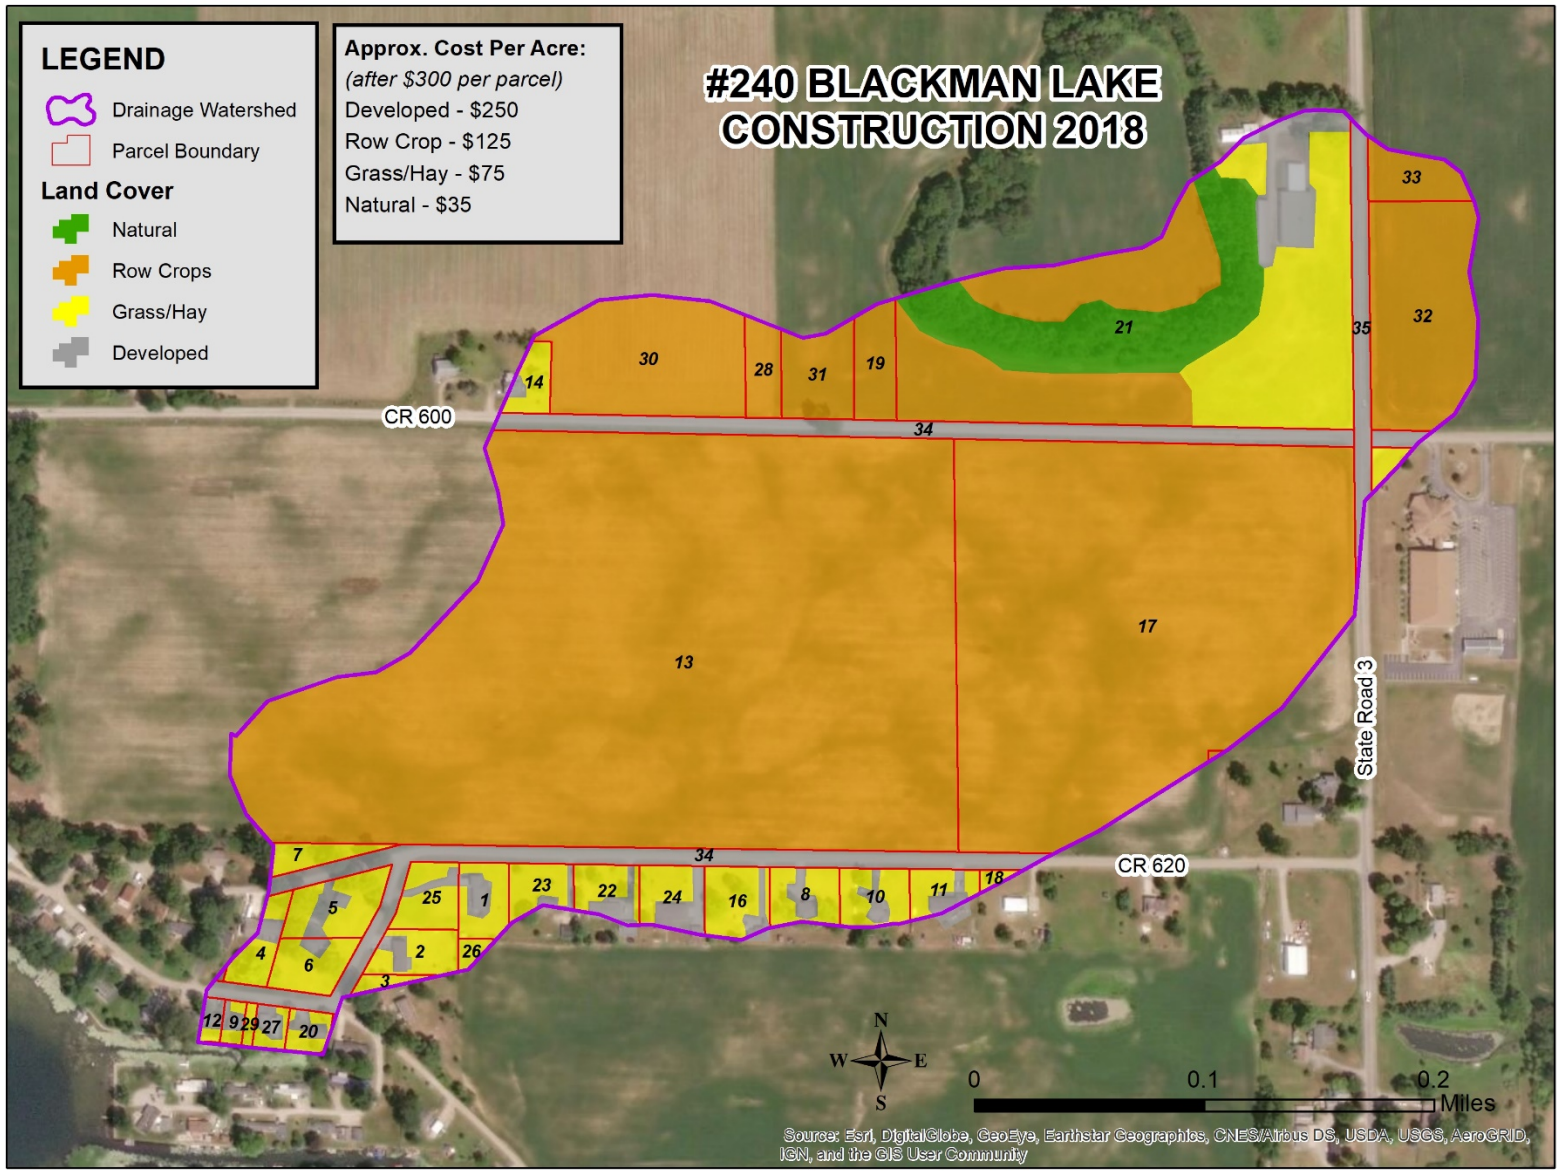 LEGEND
Drainage Watershed
Parcel Boundary
Land Cover
Natural
Row Crops
Grass/Hay
Developed
Approx. Cost Per Acre:
(after $300 per parcel)
Developed - $250
Row Crop - $125
Grass/Hay - $75
Natural - $35
#240 BLACKMAN LAKE
CONSTRUCTION 2018
33
32
35
21
30
28
31
19
14
CR 600
34
13
17
State Road 3
7
34
CR 620
25
1
23
22
24
16
8
10
11
18
5
4
6
2
26
3
12
9
29
27
20
N
W
E
S
0
0.1
0.2
Miles
Source: Esri, DigitalGlobe, GeoEye, Earthstar Geographics, CNES/Airbus DS, USDA, USGS, AeroGRID,
IGN, and the GIS User Community